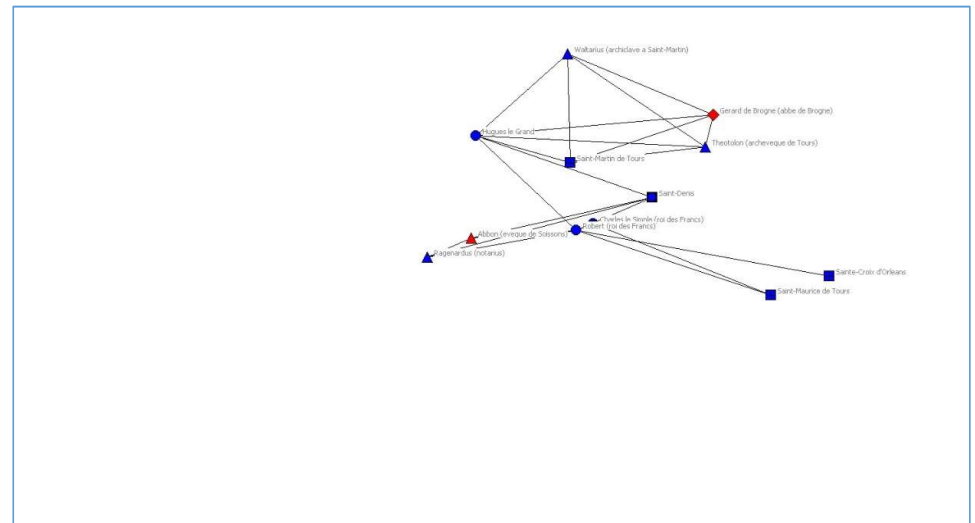 Waltarius (archiclave a Saint-Martin)
Gerard de Brogne (abbe de Brogne)
Hugues le Grand
Theotolon (archeveque de Tours)
Saint-Martin de Tours
Saint-Denis
Charles le Simple (roi des Francs)
Robert (roi des Francs)
Abbon (eveque de Soissons)
Ragenardus (notarius)
Sainte-Croix d'Orleans
Saint-Maurice de Tours